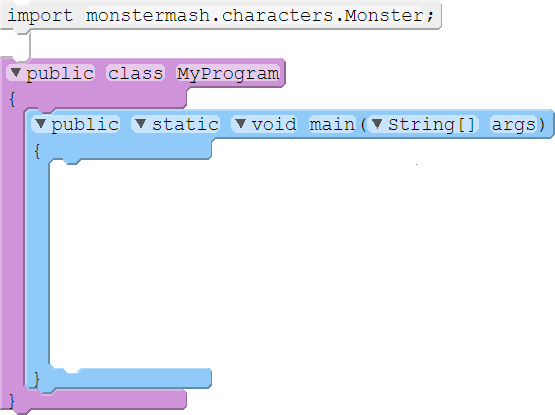 import monstermash.characters.Monster;
public class MyProgram
{
public static void main(String[] args)
{
}
}